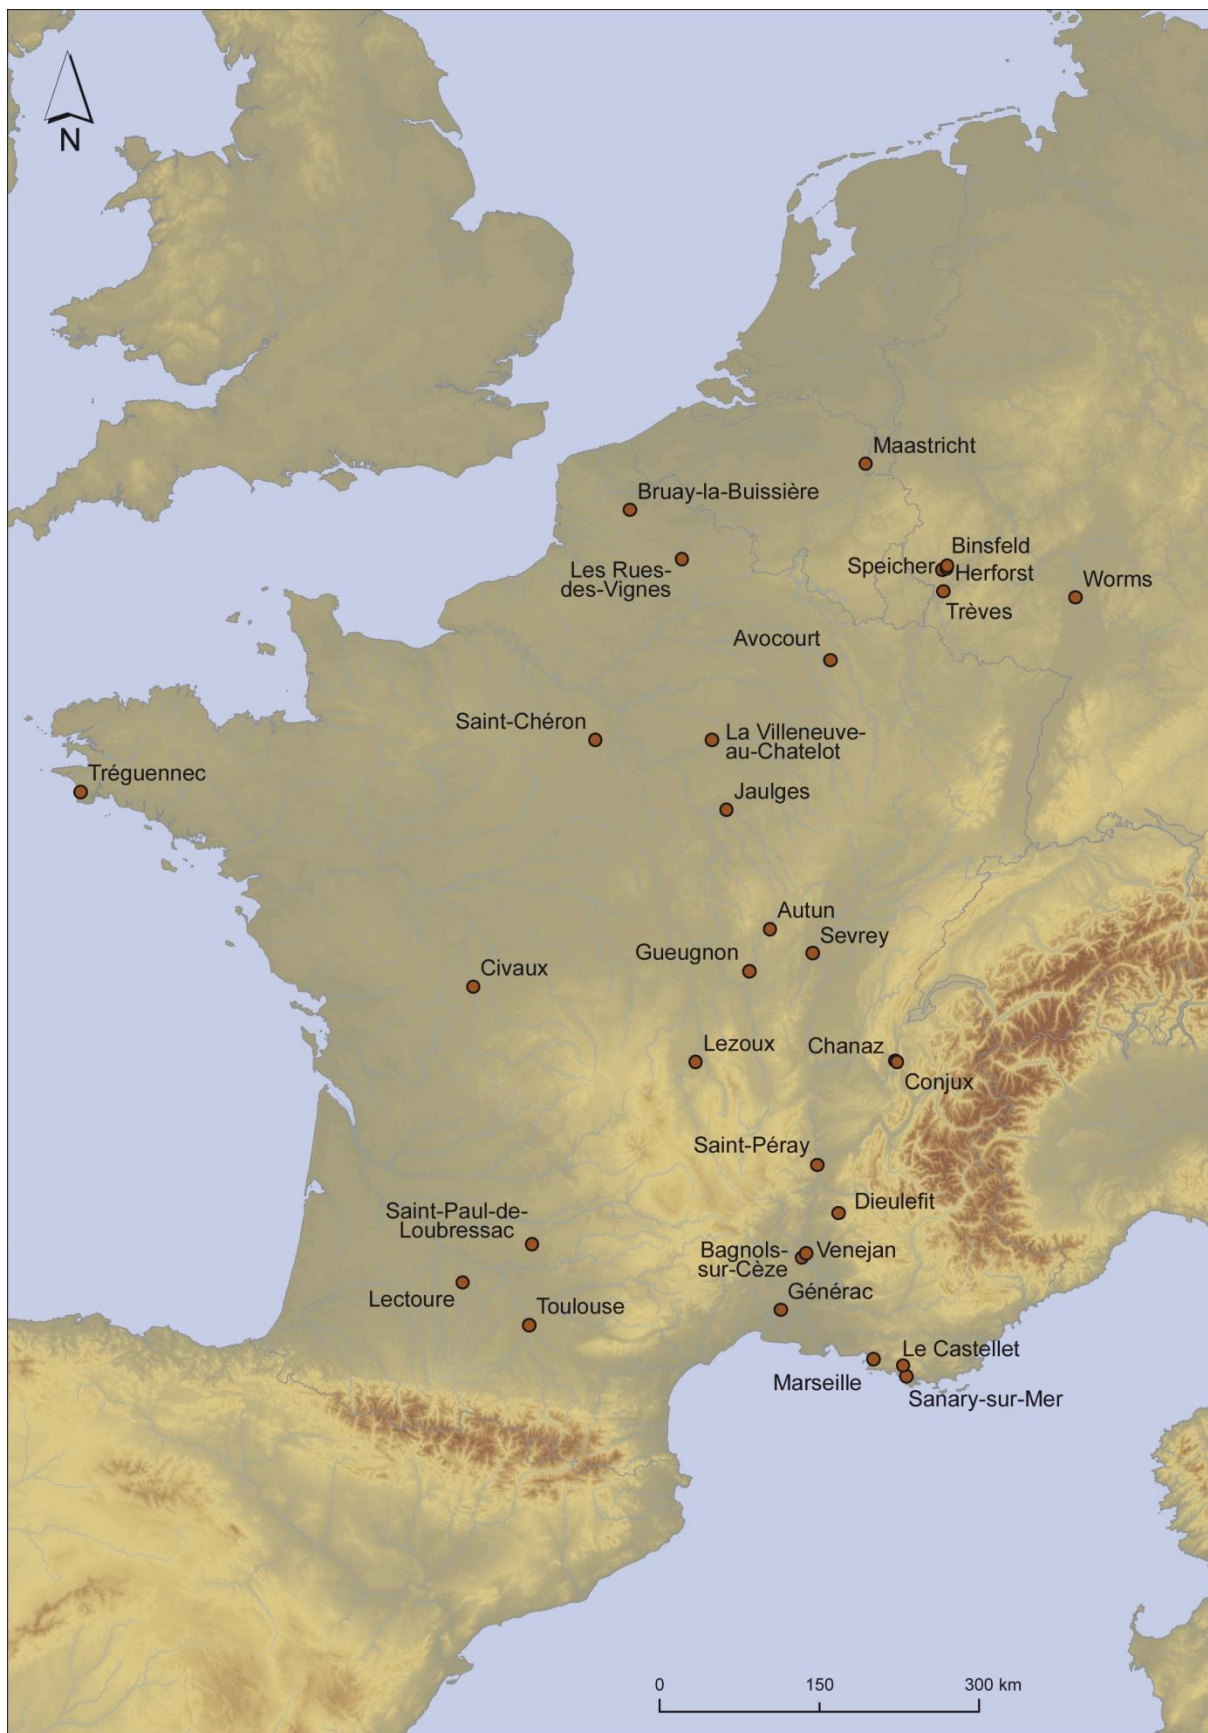 N
Maastricht
Bruay-la-Buissière
Binsfeld
Les Rues-
des-Vignes
Speicher
Herforst
Worms
Trèves
Avocourt
Saint-Chéron
La Villeneuve-
au-Chatelot
Tréguennec
Jaulges
Autun
Sevrey
Gueugnon
Civaux
Lezoux
Chanaz
Conjux
Saint-Péray
Dieulefit
Saint-Paul-de-
Loubressac
Bagnols-
sur-Cèze
Venejan
Lectoure
Générac
Toulouse
Le Castellet
Marseille
Sanary-sur-Mer
0 150 300 km